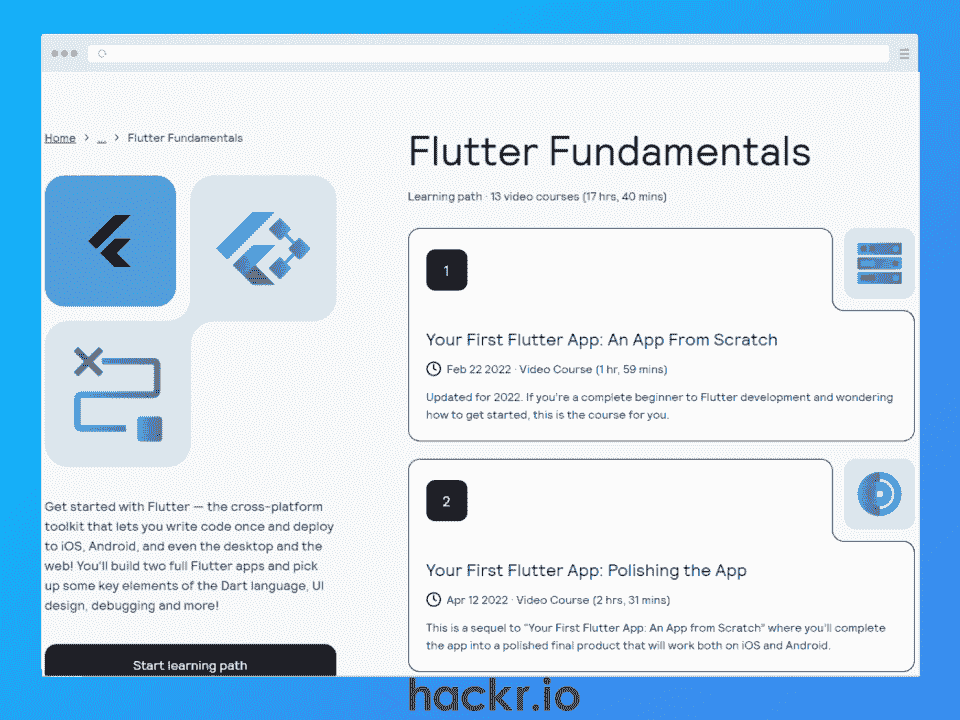 Home > ... > Flutter Fundamentals
Flutter Fundamentals
Learning path · 13 video courses (17 hrs, 40 mins)
1
Your First Flutter App: An App From Scratch
Feb 22 2022 · Video Course (1 hr, 59 mins)
Updated for 2022. If you're a complete beginner to Flutter development and wondering
how to get started, this is the course for you.
2
Your First Flutter App: Polishing the App
Apr 12 2022 · Video Course (2 hrs, 31 mins)
This is a sequel to "Your First Flutter App: An App from Scratch" where you'll complete
the app into a polished final product that will work both on iOS and Android.
Get started with Flutter — the cross-platform
toolkit that lets you write code once and deploy
to iOS, Android, and even the desktop and the
web! You'll build two full Flutter apps and pick
up some key elements of the Dart language, UI
design, debugging and more!
Start learning path
hackr.io